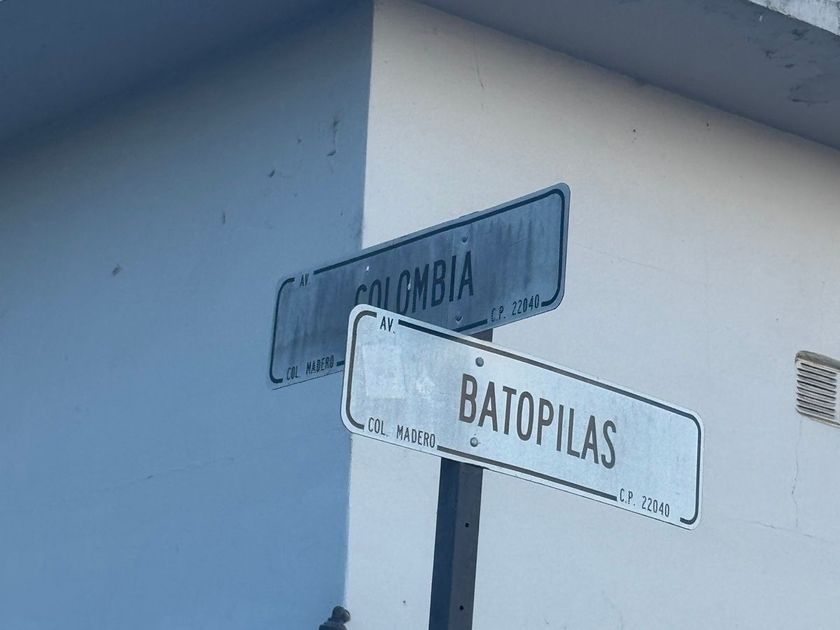 AV.
COLOMBIA
COL. MADERO
C.P. 22040
AV.
BATOPILAS
COL. MADERO
C.P. 22040